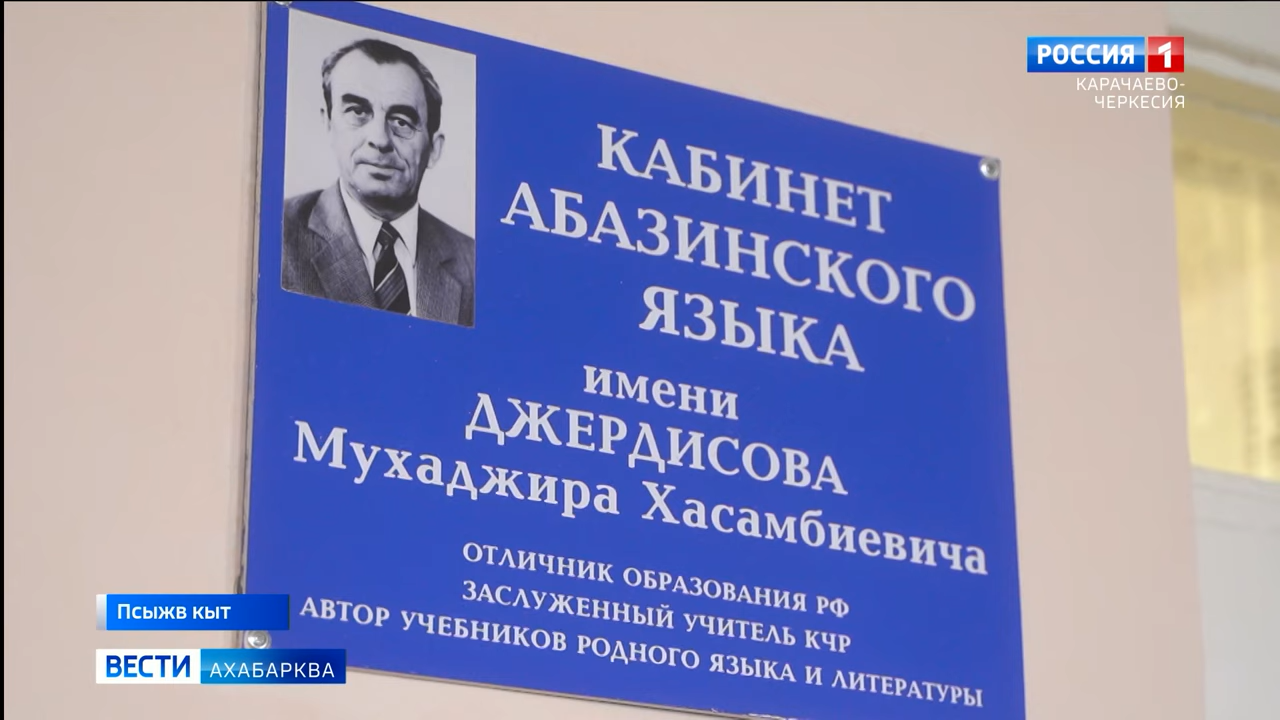 РОССИЯ 1
КАРАЧАЕВО-
ЧЕРКЕСИЯ
КАБИНЕТ
АБАЗИНСКОГО
ЯЗЫКА
имени
ДЖЕРДИСОВА
Мухаджира Хасамбиевича
ОТЛИЧНИК ОБРАЗОВАНИЯ РФ
ЗАСЛУЖЕННЫЙ УЧИТЕЛЬ КЧР
АВТОР УЧЕБНИКОВ РОДНОГО ЯЗЫКА И ЛИТЕРАТУРЫ
Псыжв кыт
ВЕСТИ АХАБАРКВА